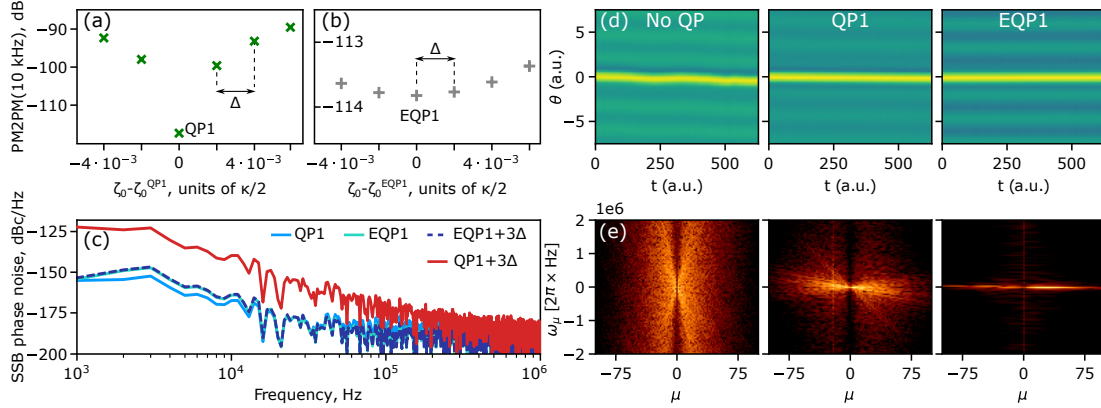 (a)
PM2PM(10 kHz), dB
−90
−100
−110
QP1
Δ
−4 · 10⁻³
0
4 · 10⁻³
ζ₀-ζ₀^QP1, units of κ/2
(b)
−113
−114
EQP1
Δ
−4 · 10⁻³
0
4 · 10⁻³
ζ₀-ζ₀^EQP1, units of κ/2
(c)
SSB phase noise, dBc/Hz
−125
−150
−175
−200
QP1
EQP1
EQP1+3Δ
QP1+3Δ
10³
10⁴
10⁵
10⁶
Frequency, Hz
(d)
No QP
QP1
EQP1
θ (a.u.)
5
0
−5
0 250 500
0 250 500
0 250 500
t (a.u.)
t (a.u.)
t (a.u.)
1e6
(e)
ω_μ [2π × Hz]
2
1
0
−1
−2
−75 0 75
−75 0 75
−75 0 75
μ
μ
μ